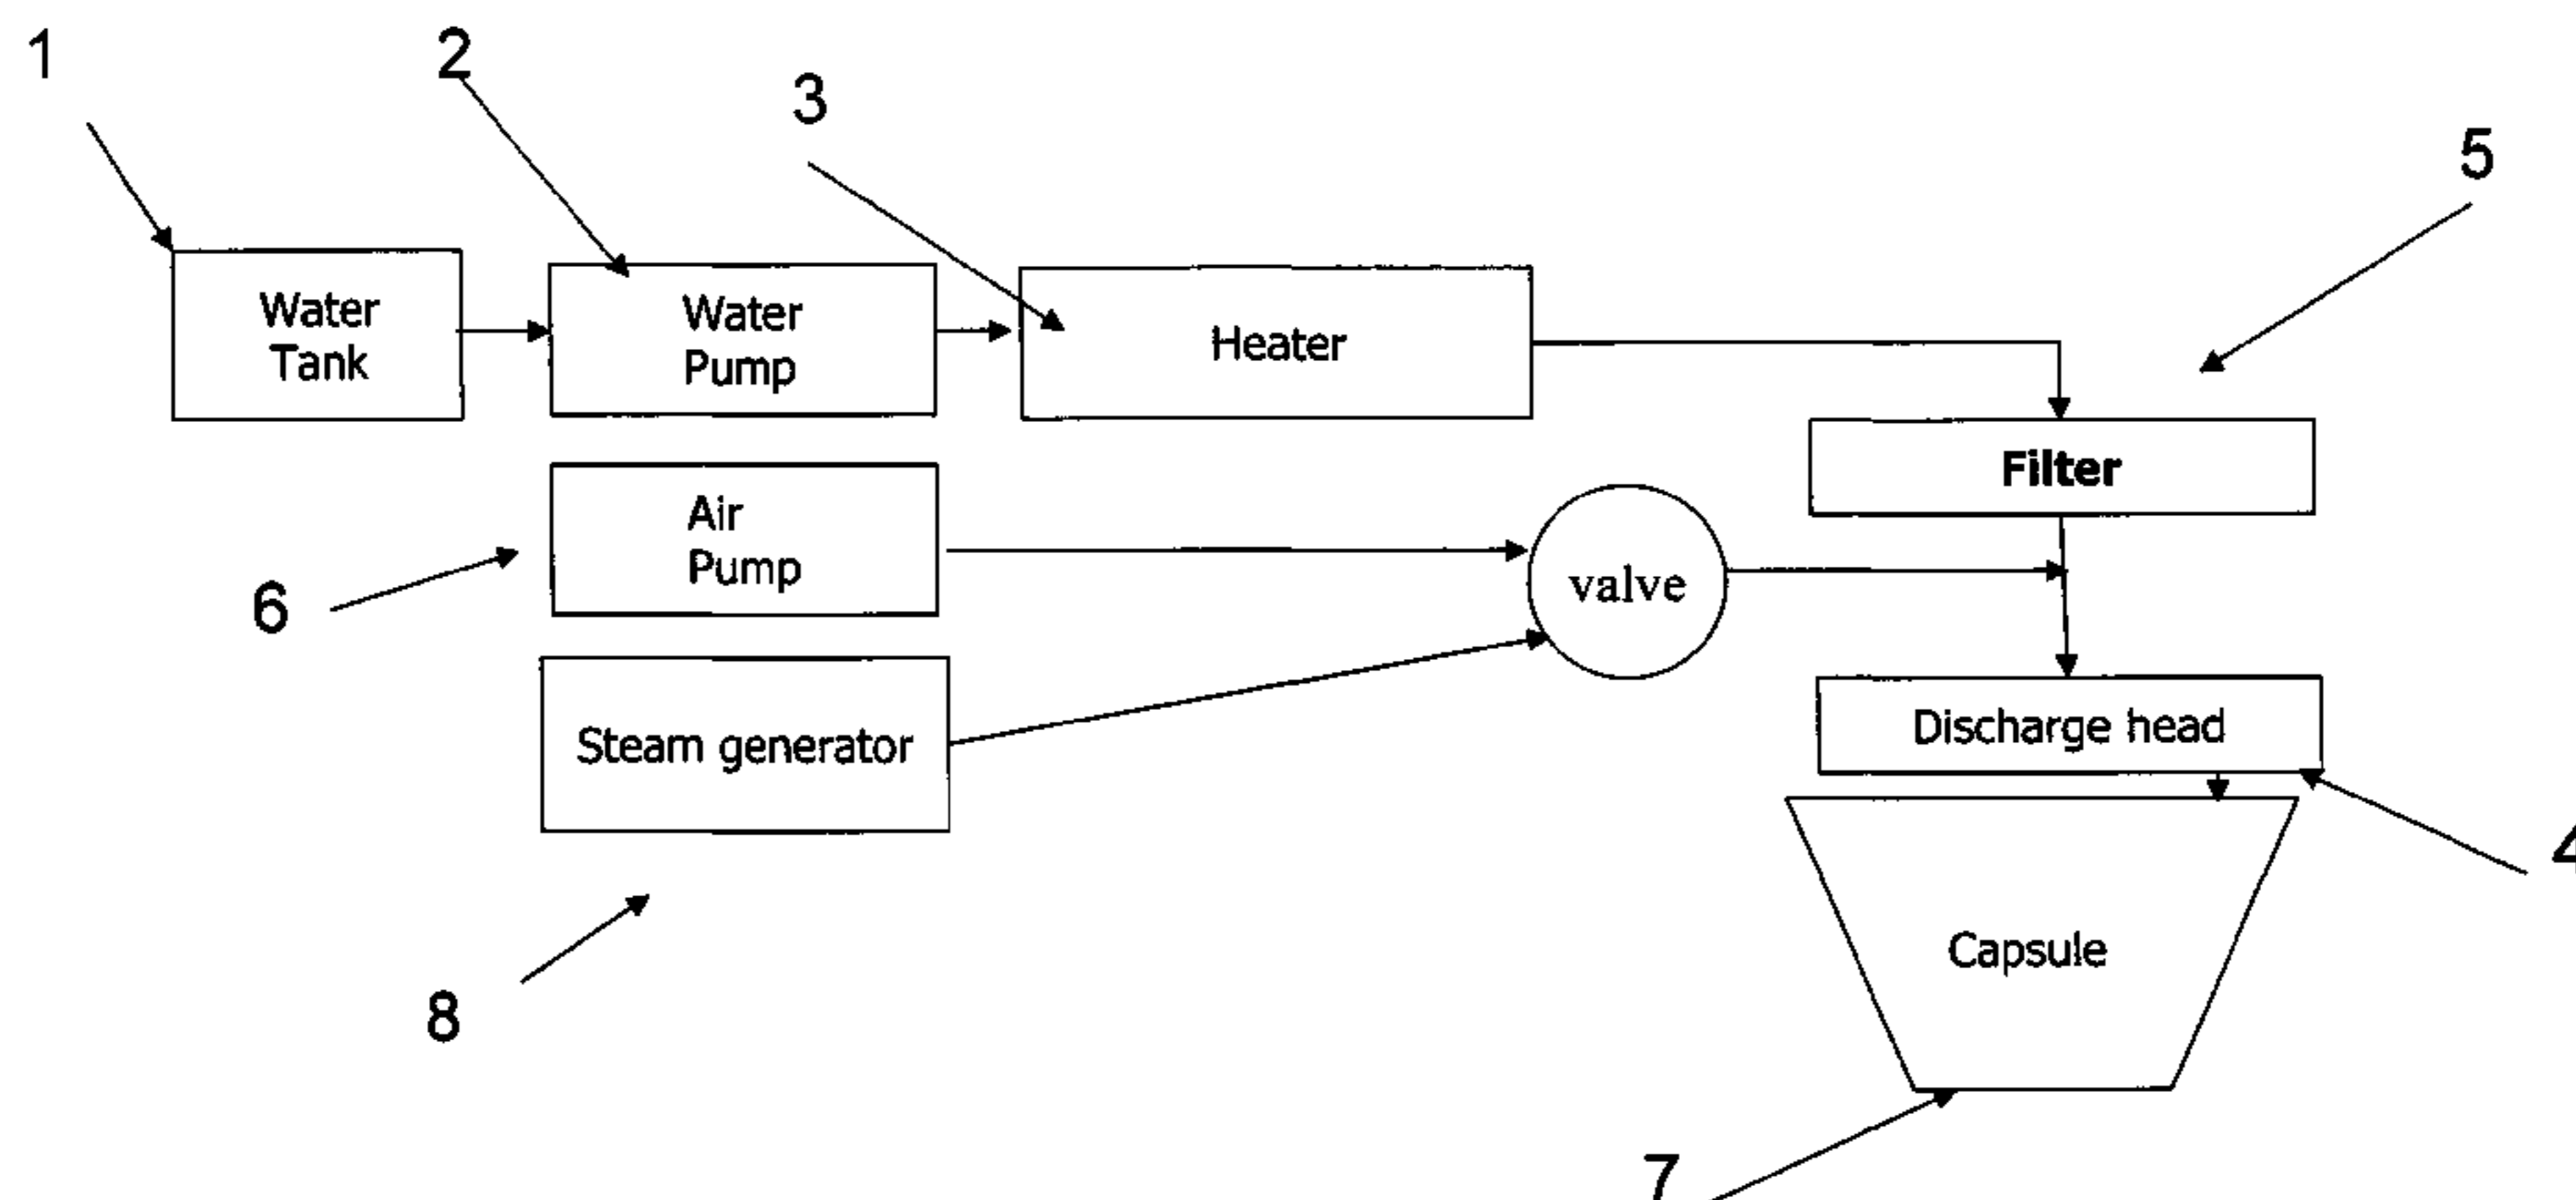 1
2
3
5
Water
Tank
Water
Pump
Heater
Filter
Air
Pump
valve
6
Steam generator
Discharge head
4
Capsule
8
7